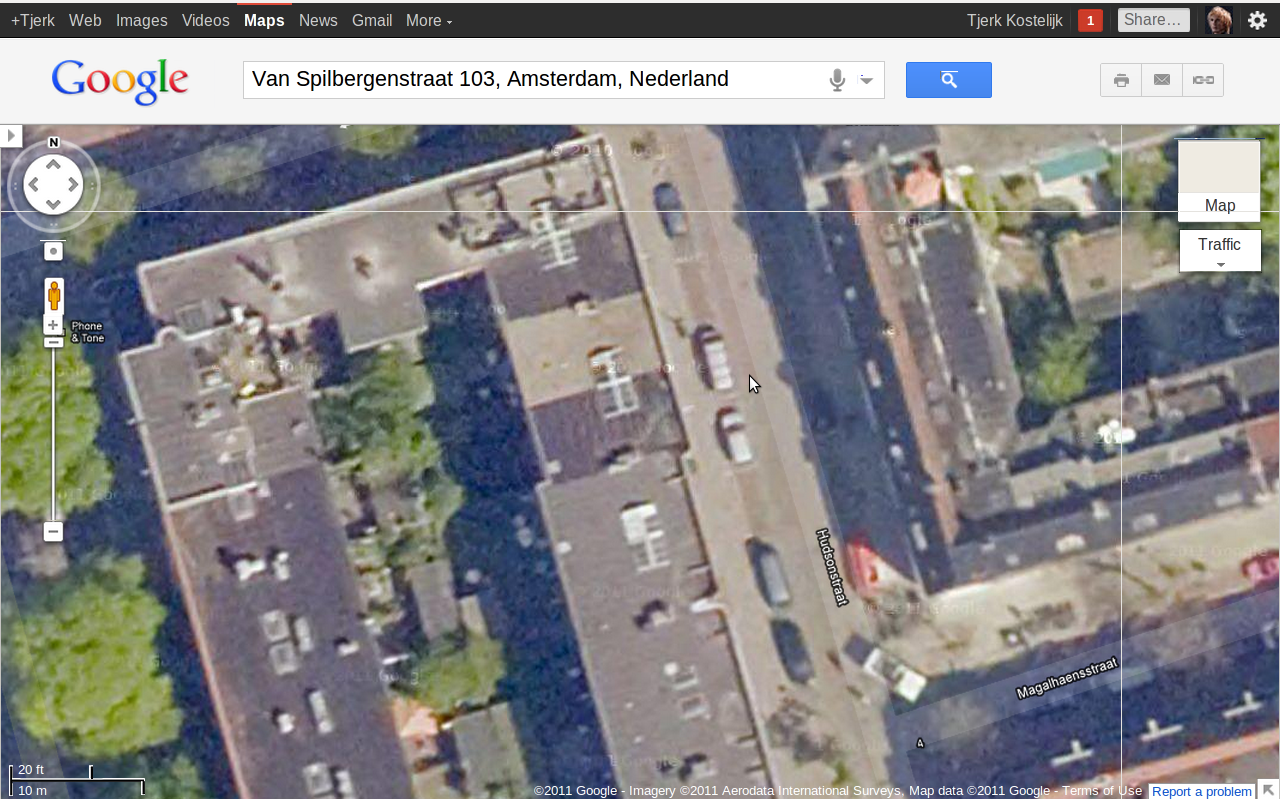 +Tjerk Web Images Videos Maps News Gmail More Tjerk Kostelijk 1 Share…
Google Van Spilbergenstraat 103, Amsterdam, Nederland
N
Map
Traffic
Phone
& Tone
Hudsonstraat
Magalhaensstraat
A
20 ft
10 m
©2011 Google - Imagery ©2011 Aerodata International Surveys, Map data ©2011 Google - Terms of Use Report a problem